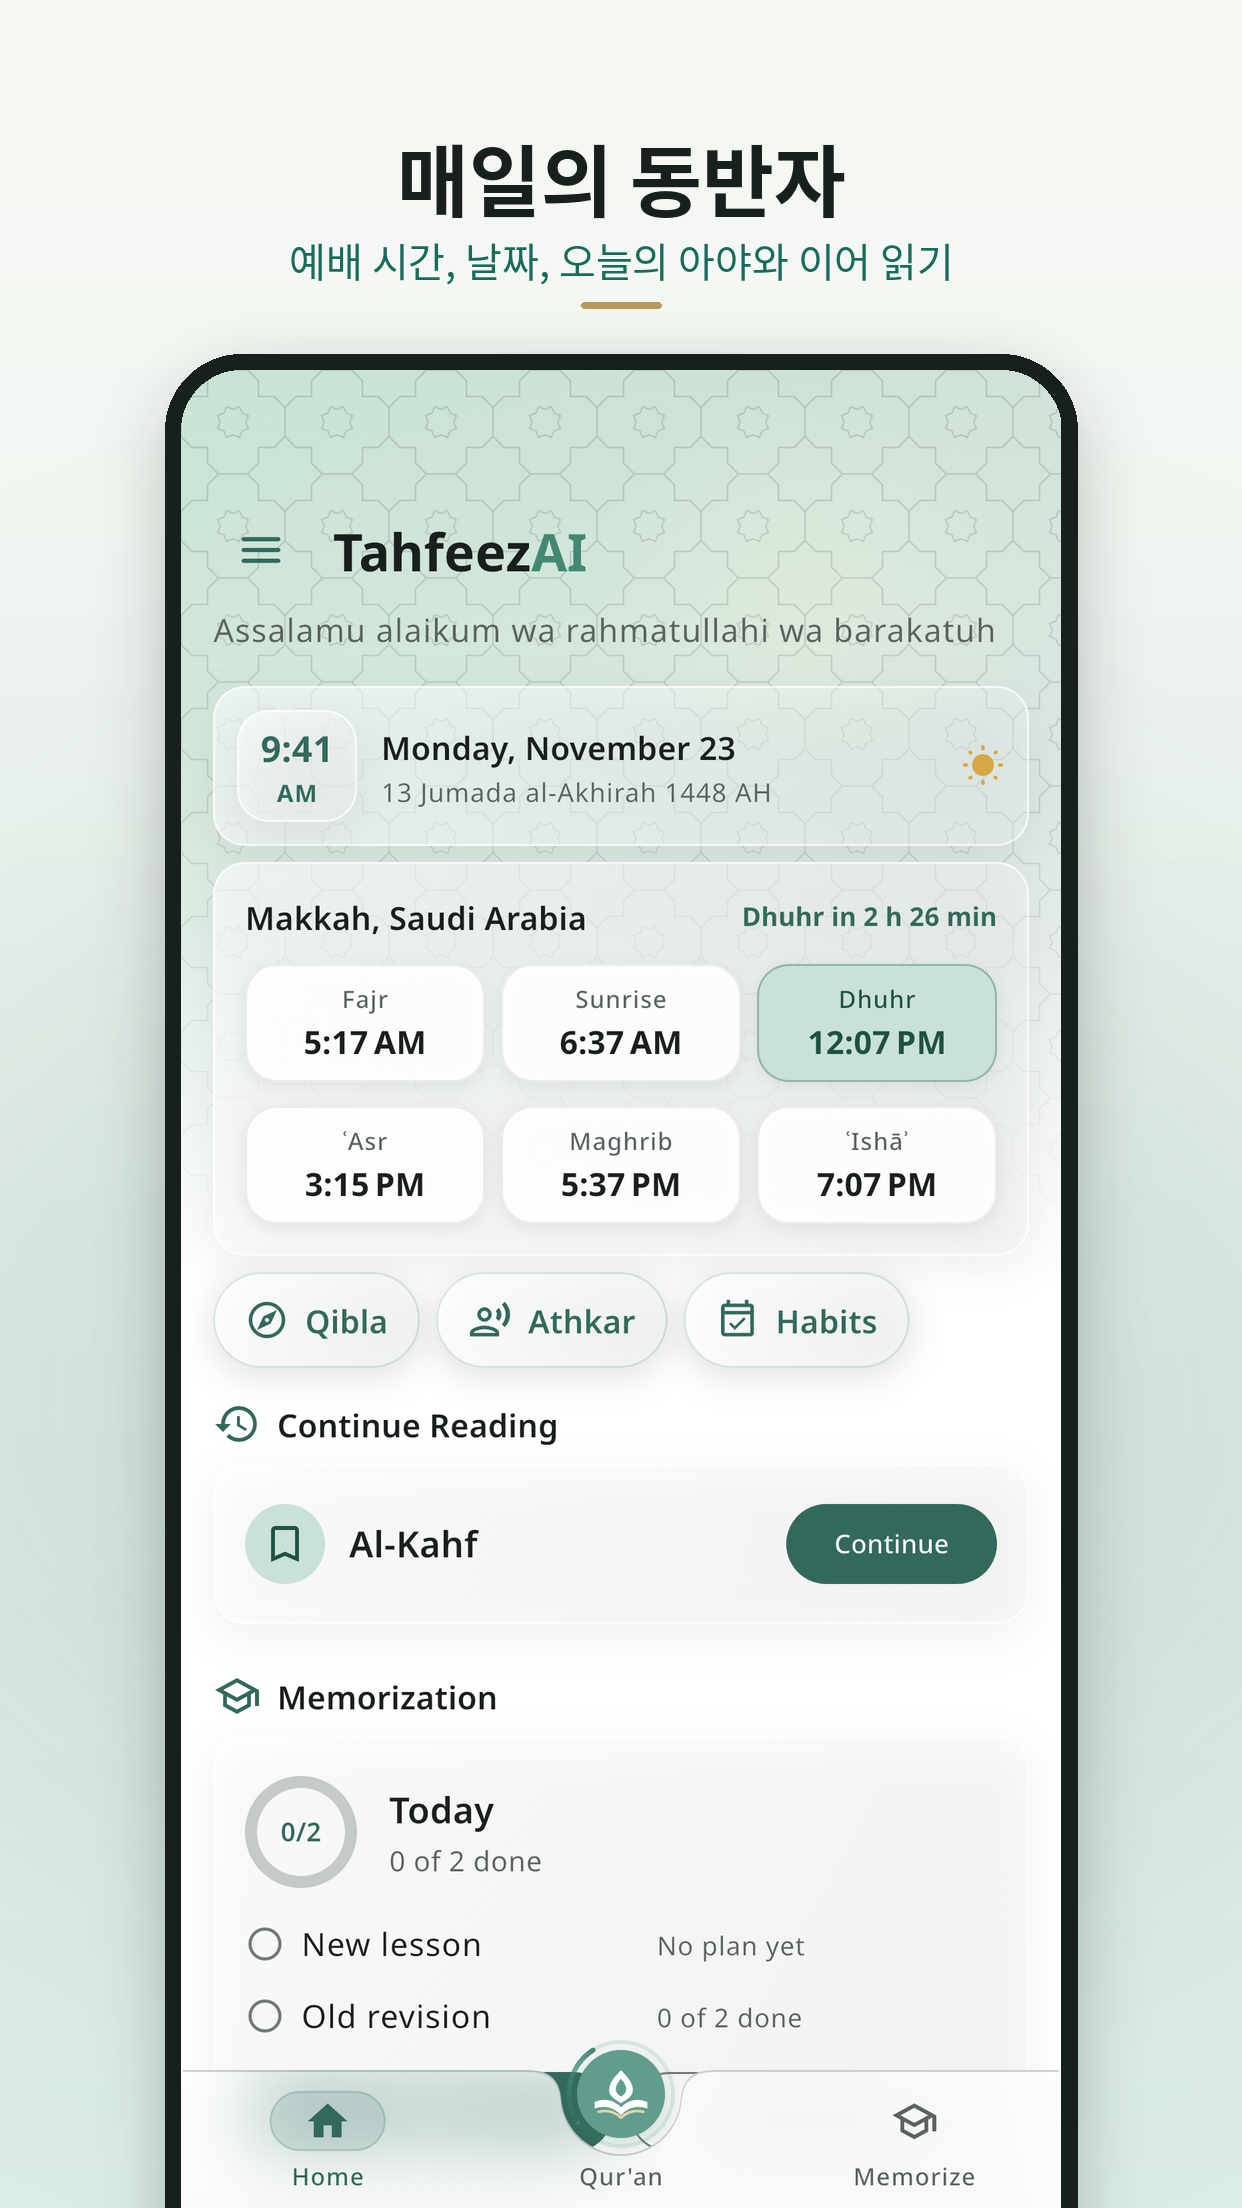 매일의 동반자
예배 시간, 날짜, 오늘의 아야와 이어 읽기
TahfeezAI
Assalamu alaikum wa rahmatullahi wa barakatuh
9:41
AM
Monday, November 23
13 Jumada al-Akhirah 1448 AH
Makkah, Saudi Arabia
Dhuhr in 2 h 26 min
Fajr
5:17 AM
Sunrise
6:37 AM
Dhuhr
12:07 PM
ʿAsr
3:15 PM
Maghrib
5:37 PM
ʿIshāʾ
7:07 PM
Qibla
Athkar
Habits
Continue Reading
Al-Kahf
Continue
Memorization
0/2
Today
0 of 2 done
New lesson
No plan yet
Old revision
0 of 2 done
Home
Qur'an
Memorize